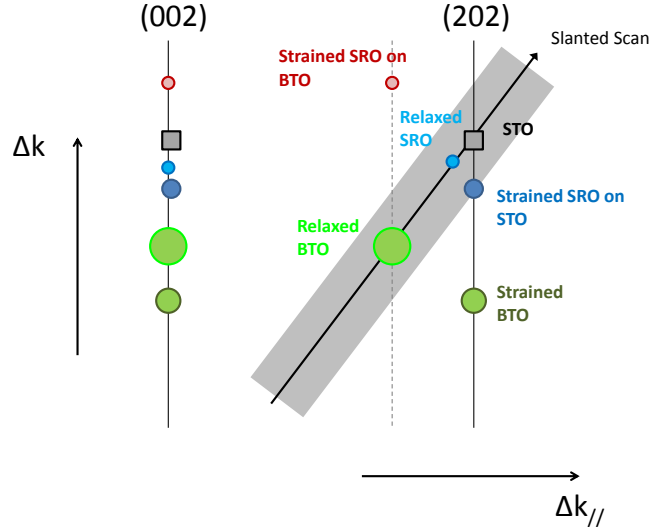 (002)
(202)
Slanted Scan
Strained SRO on
BTO
Relaxed
SRO
STO
Δk
Strained SRO on
STO
Relaxed
BTO
Strained
BTO
Δk//